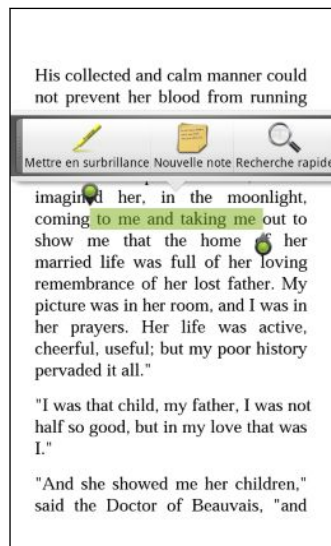 His collected and calm manner could
not prevent her blood from running
Mettre en surbrillance Nouvelle note Recherche rapide
imagined her, in the moonlight,
coming to me and taking me out to
show me that the home of her
married life was full of her loving
remembrance of her lost father. My
picture was in her room, and I was in
her prayers. Her life was active,
cheerful, useful; but my poor history
pervaded it all."
"I was that child, my father, I was not
half so good, but in my love that was
I."
"And she showed me her children,"
said the Doctor of Beauvais, "and